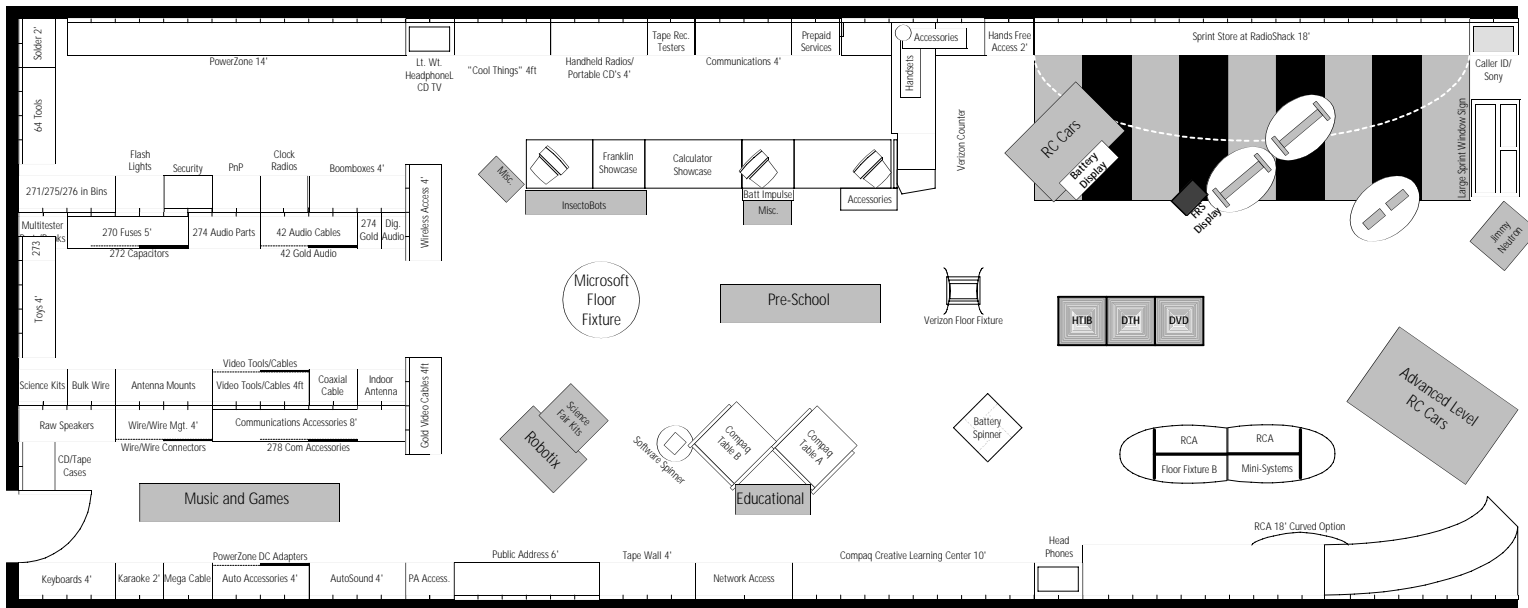 Solder 2'
PowerZone 14'
Lt. Wt.
HeadphoneL
CD TV
"Cool Things" 4ft
Handheld Radios/
Portable CD's 4'
Tape Rec.
Testers
Communications 4'
Prepaid
Services
Accessories
Handsets
Hands Free
Access 2'
Sprint Store at RadioShack 18'
Caller ID/
Sony
Large Sprint Window Sign
64 Tools
Verizon Counter
RC Cars
Battery
Display
FRS
Display
Jimmy
Neutron
Flash
Lights
Security
PnP
Clock
Radios
Boomboxes 4'
Wireless Access 4'
271/275/276 in Bins
Misc.
Franklin
Showcase
Calculator
Showcase
Batt Impulse
Misc.
Accessories
InsectoBots
Multitester
270 Fuses 5'
274 Audio Parts
42 Audio Cables
274
Gold
Dig.
Audio
272 Capacitors
42 Gold Audio
273
Toys 4'
Microsoft
Floor
Fixture
Pre-School
Verizon Floor Fixture
HTIB
DTH
DVD
Video Tools/Cables
Science Kits
Bulk Wire
Antenna Mounts
Video Tools/Cables 4ft
Coaxial
Cable
Indoor
Antenna
Gold Video Cables 4ft
Raw Speakers
Wire/Wire Mgt. 4'
Communications Accessories 8'
Wire/Wire Connectors
278 Com Accessories
CD/Tape
Cases
Science
Fair Kits
Robotix
Software Spinner
Compaq
Table B
Compaq
Table A
Educational
Battery
Spinner
RCA
RCA
Floor Fixture B
Mini-Systems
Advanced Level
RC Cars
Music and Games
RCA 18' Curved Option
PowerZone DC Adapters
Public Address 6'
Tape Wall 4'
Compaq Creative Learning Center 10'
Head
Phones
Keyboards 4'
Karaoke 2'
Mega Cable
Auto Accessories 4'
AutoSound 4'
PA Access.
Network Access